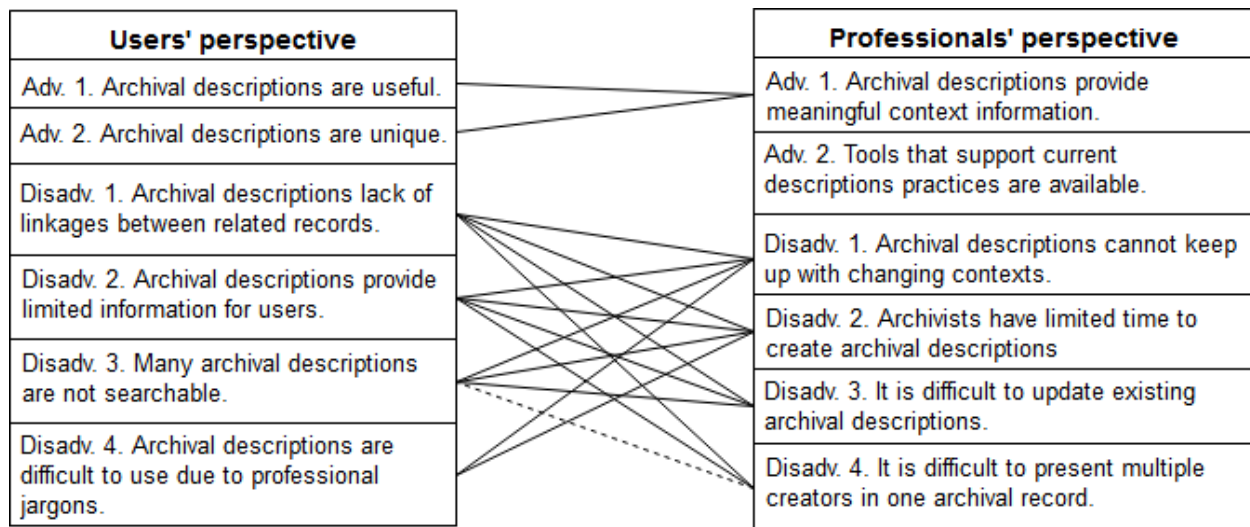 Users' perspective
Adv. 1. Archival descriptions are useful.
Adv. 2. Archival descriptions are unique.
Disadv. 1. Archival descriptions lack of
linkages between related records.
Disadv. 2. Archival descriptions provide
limited information for users.
Disadv. 3. Many archival descriptions
are not searchable.
Disadv. 4. Archival descriptions are
difficult to use due to professional
jargons.
Professionals' perspective
Adv. 1. Archival descriptions provide
meaningful context information.
Adv. 2. Tools that support current
descriptions practices are available.
Disadv. 1. Archival descriptions cannot keep
up with changing contexts.
Disadv. 2. Archivists have limited time to
create archival descriptions
Disadv. 3. It is difficult to update existing
archival descriptions.
Disadv. 4. It is difficult to present multiple
creators in one archival record.